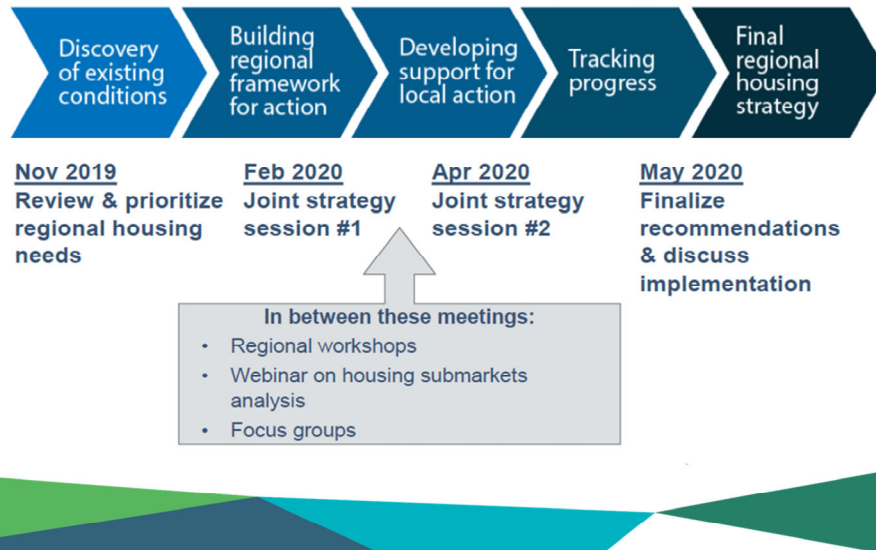 Discovery
of existing
conditions
Building
regional
framework
for action
Developing
support for
local action
Tracking
progress
Final
regional
housing
strategy
Nov 2019
Review & prioritize
regional housing
needs
Feb 2020
Joint strategy
session #1
Apr 2020
Joint strategy
session #2
May 2020
Finalize
recommendations
& discuss
implementation
In between these meetings:
• Regional workshops
• Webinar on housing submarkets
analysis
• Focus groups